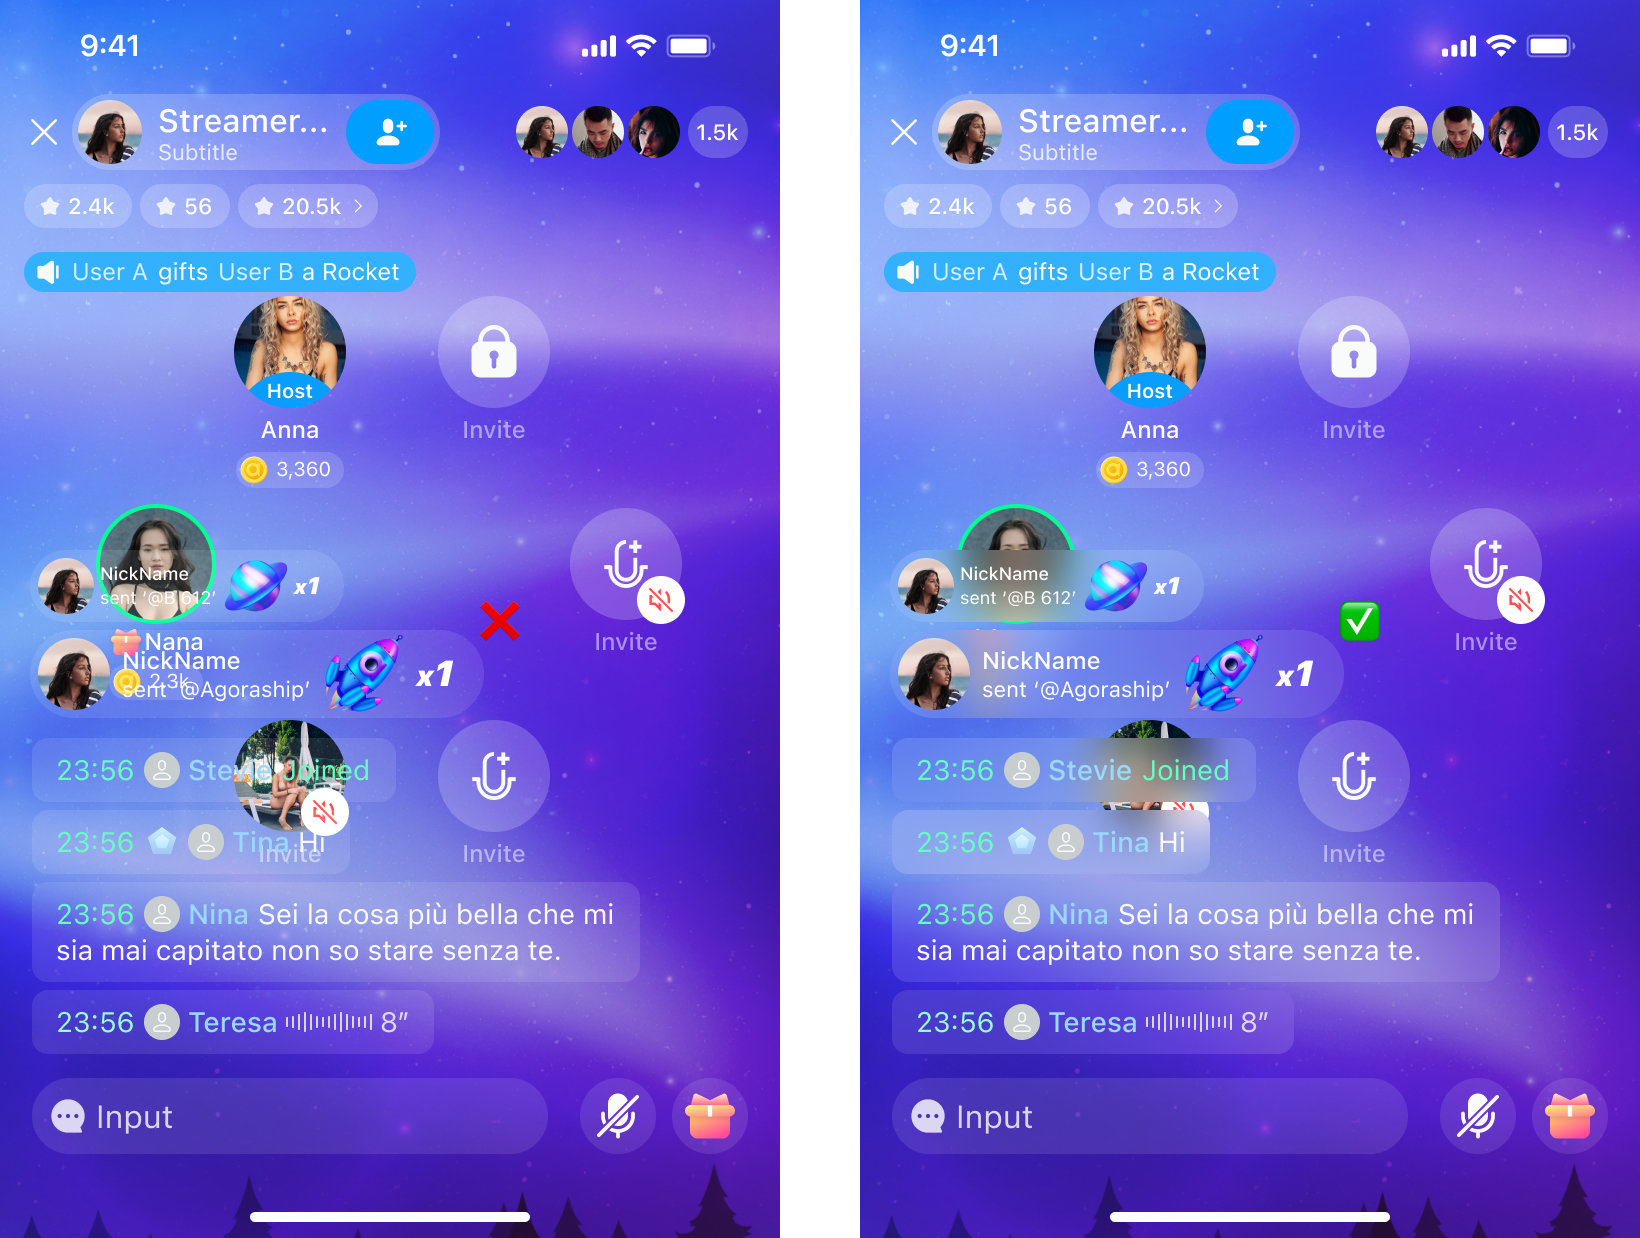 9:41
Streamer...
Subtitle
1.5k
2.4k 56 20.5k
User A gifts User B a Rocket
Host
Anna
Invite
3,360
NickName
sent ‘@B 612’
x1
Invite
Nana
NickName
2.3k
sent ‘@Agoraship’
x1
23:56 Stevie Joined
23:56 Tina Hi
Invite
Invite
23:56 Nina Sei la cosa più bella che mi
sia mai capitato non so stare senza te.
23:56 Teresa 8”
Input
9:41
Streamer...
Subtitle
1.5k
2.4k 56 20.5k
User A gifts User B a Rocket
Host
Anna
Invite
3,360
NickName
sent ‘@B 612’
x1
Invite
NickName
sent ‘@Agoraship’
x1
23:56 Stevie Joined
23:56 Tina Hi
Invite
23:56 Nina Sei la cosa più bella che mi
sia mai capitato non so stare senza te.
23:56 Teresa 8”
Input